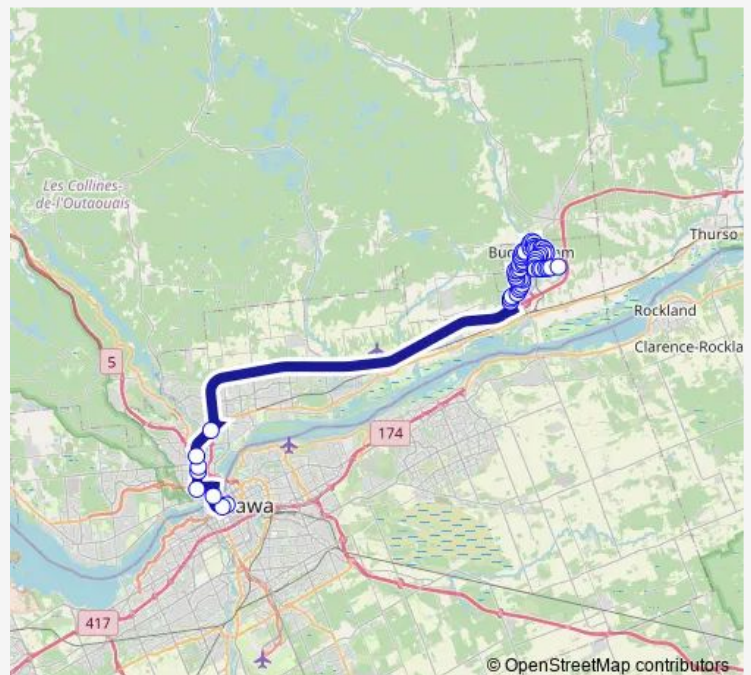 Les Collines-
de-l'Outaouais
Thurso
Rockland
Clarence-Rockla
5
174
awa
417
© OpenStreetMap contributors